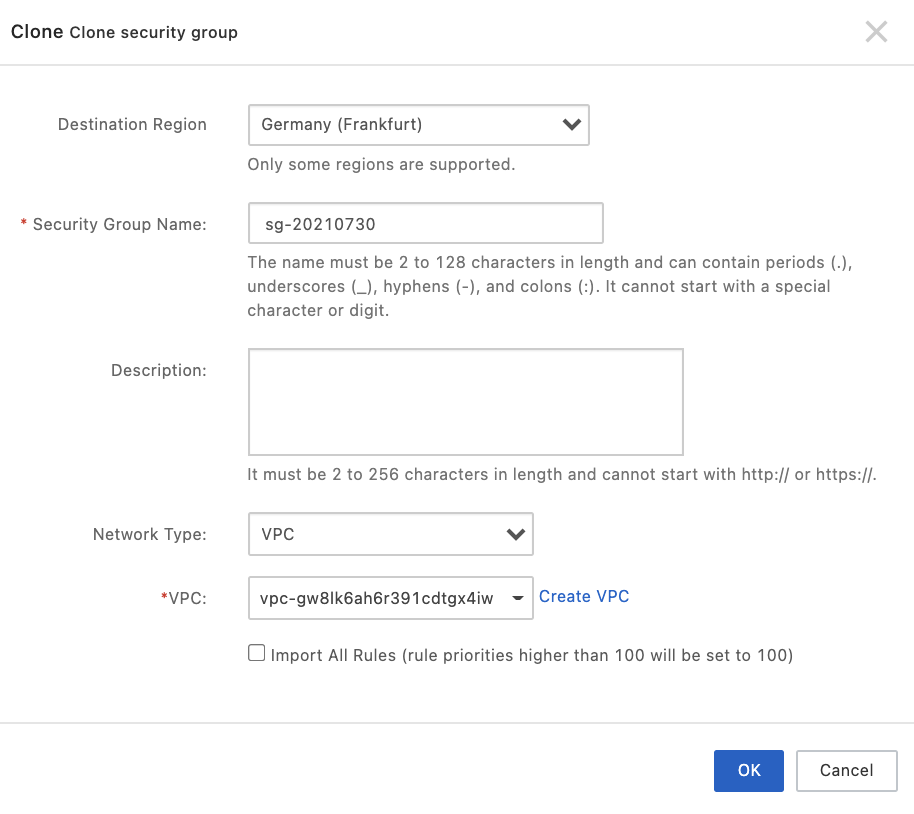 Clone Clone security group
Destination Region
Germany (Frankfurt)
Only some regions are supported.
* Security Group Name:
sg-20210730
The name must be 2 to 128 characters in length and can contain periods (.),
underscores (_), hyphens (-), and colons (:). It cannot start with a special
character or digit.
Description:
It must be 2 to 256 characters in length and cannot start with http:// or https://.
Network Type:
VPC
*VPC:
vpc-gw8lk6ah6r391cdtgx4iw
Create VPC
Import All Rules (rule priorities higher than 100 will be set to 100)
OK
Cancel